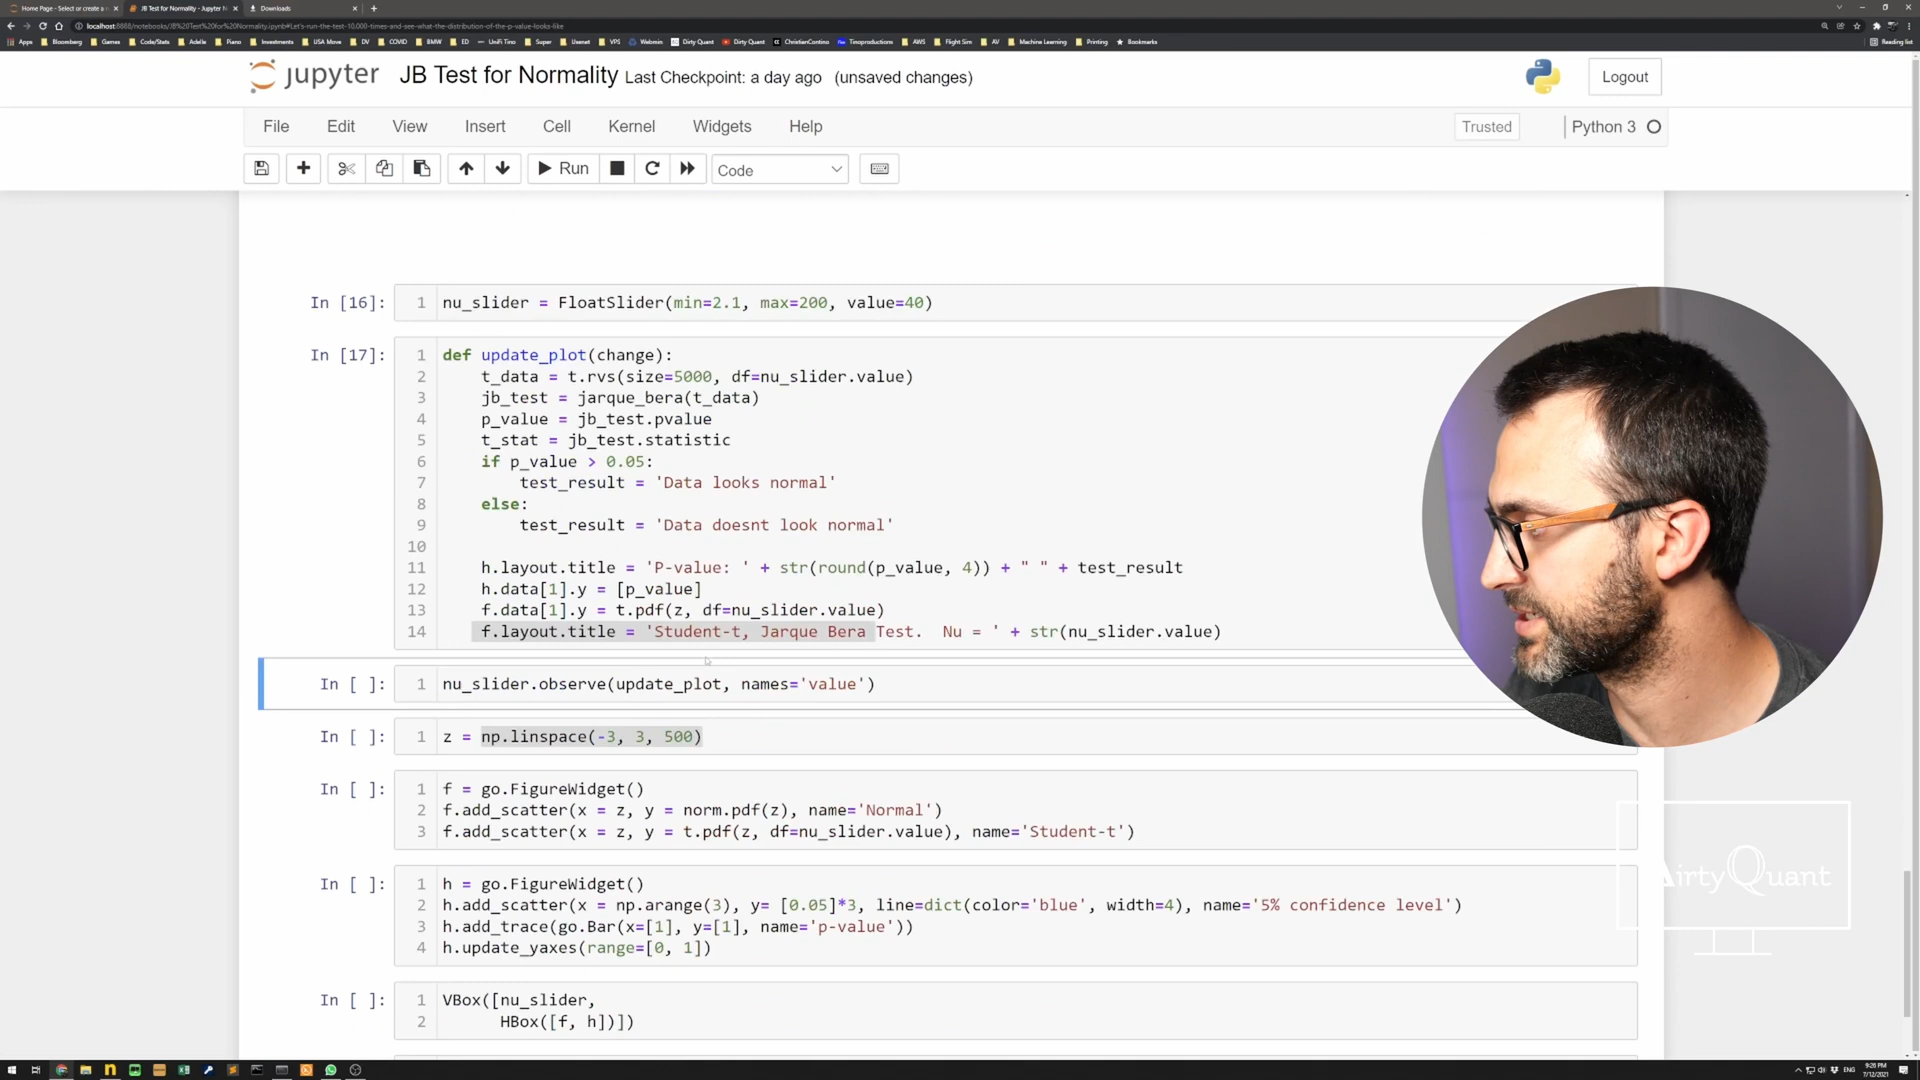 Home Page - Select or create a n
JB Test for Normality - Jupyter N
Downloads
localhost:8888/notebooks/JB%20Test%20for%20Normality.ipynb#Let's-run-the-test-10,000-times-and-see-what-the-distribution-of-the-p-value-looks-like
Apps Bloomberg Games Code/Stats Adelle Piano Investments USA Move DV COVID BMW ED UniFi Tino Super Usenet VPS Webmin Dirty Quant Dirty Quant ChristianContino Tinoproductions AWS Flight Sim AV Machine Learning Printing Bookmarks Reading list
jupyter JB Test for Normality Last Checkpoint: a day ago (unsaved changes) Logout
File Edit View Insert Cell Kernel Widgets Help Trusted Python 3
Run Code
In [16]: 1 nu_slider = FloatSlider(min=2.1, max=200, value=40)
In [17]: 1 def update_plot(change):
2 t_data = t.rvs(size=5000, df=nu_slider.value)
3 jb_test = jarque_bera(t_data)
4 p_value = jb_test.pvalue
5 t_stat = jb_test.statistic
6 if p_value > 0.05:
7 test_result = 'Data looks normal'
8 else:
9 test_result = 'Data doesnt look normal'
10
11 h.layout.title = 'P-value: ' + str(round(p_value, 4)) + " " + test_result
12 h.data[1].y = [p_value]
13 f.data[1].y = t.pdf(z, df=nu_slider.value)
14 f.layout.title = 'Student-t, Jarque Bera Test.  Nu = ' + str(nu_slider.value)
In [ ]: 1 nu_slider.observe(update_plot, names='value')
In [ ]: 1 z = np.linspace(-3, 3, 500)
In [ ]: 1 f = go.FigureWidget()
2 f.add_scatter(x = z, y = norm.pdf(z), name='Normal')
3 f.add_scatter(x = z, y = t.pdf(z, df=nu_slider.value), name='Student-t')
In [ ]: 1 h = go.FigureWidget()
2 h.add_scatter(x = np.arange(3), y= [0.05]*3, line=dict(color='blue', width=4), name='5% confidence level')
3 h.add_trace(go.Bar(x=[1], y=[1], name='p-value'))
4 h.update_yaxes(range=[0, 1])
DirtyQuant
In [ ]: 1 VBox([nu_slider,
2 HBox([f, h])])
ENG
9:26 PM
7/12/2021